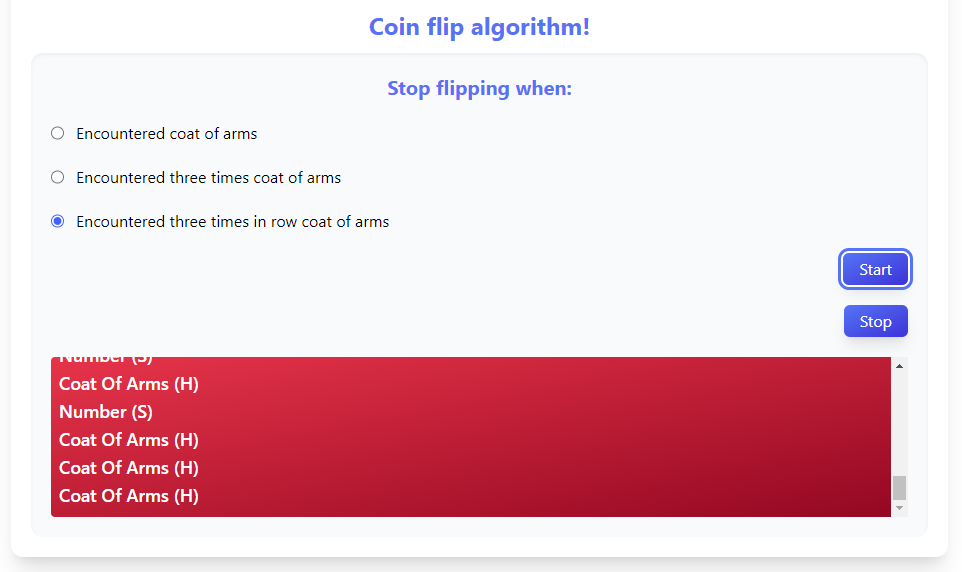 Coin flip algorithm!
Stop flipping when:
Encountered coat of arms
Encountered three times coat of arms
Encountered three times in row coat of arms
Start
Stop
Number (S)
Coat Of Arms (H)
Number (S)
Coat Of Arms (H)
Coat Of Arms (H)
Coat Of Arms (H)